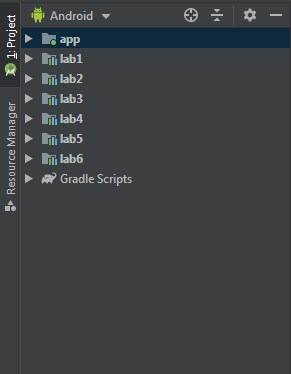 1: Project
Resource Manager
Android
app
lab1
lab2
lab3
lab4
lab5
lab6
Gradle Scripts